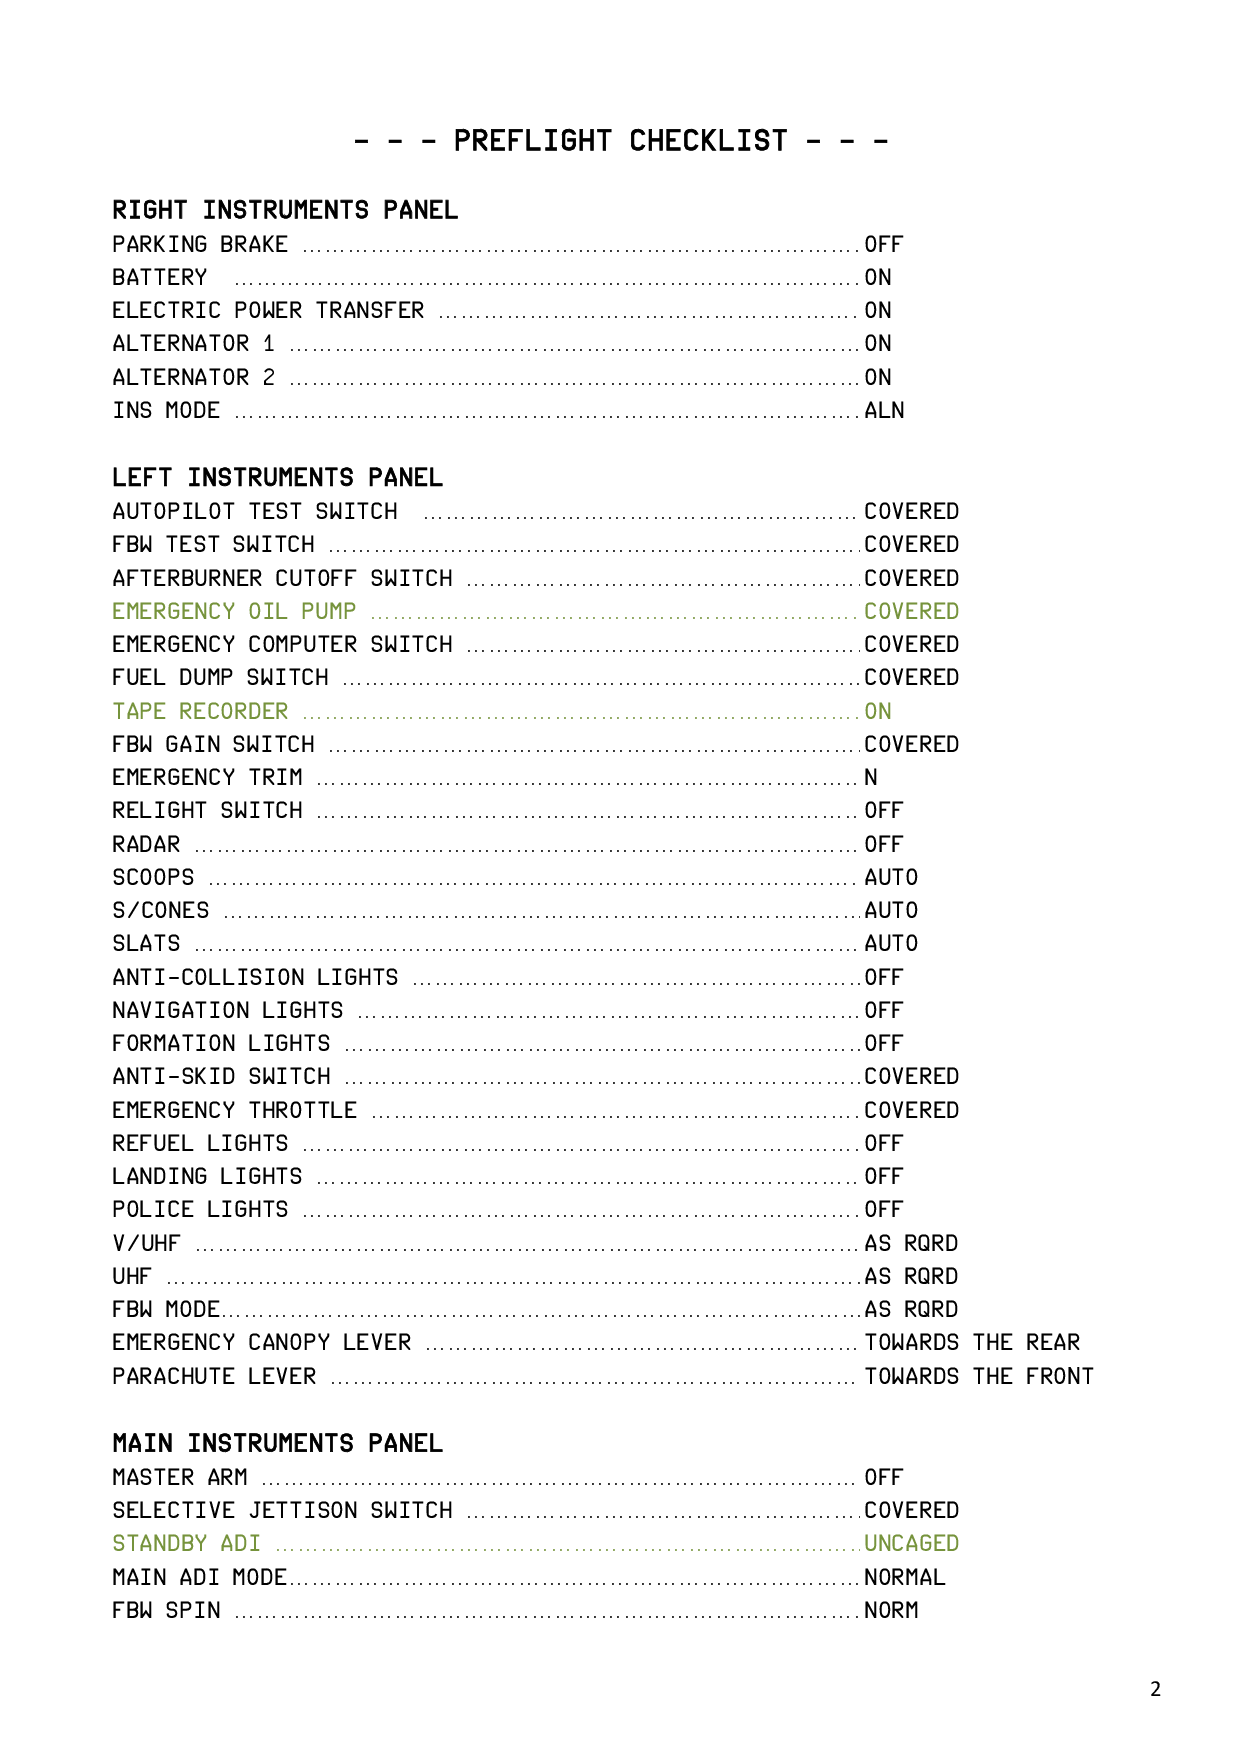 - - - PREFLIGHT CHECKLIST - - -
RIGHT INSTRUMENTS PANEL
PARKING BRAKE ........................ OFF
BATTERY ........................ ON
ELECTRIC POWER TRANSFER ........................ ON
ALTERNATOR 1 ........................ ON
ALTERNATOR 2 ........................ ON
INS MODE ........................ ALN
LEFT INSTRUMENTS PANEL
AUTOPILOT TEST SWITCH ........................ COVERED
FBW TEST SWITCH ........................ COVERED
AFTERBURNER CUTOFF SWITCH ........................ COVERED
EMERGENCY OIL PUMP ........................ COVERED
EMERGENCY COMPUTER SWITCH ........................ COVERED
FUEL DUMP SWITCH ........................ COVERED
TAPE RECORDER ........................ ON
FBW GAIN SWITCH ........................ COVERED
EMERGENCY TRIM ........................ N
RELIGHT SWITCH ........................ OFF
RADAR ........................ OFF
SCOOPS ........................ AUTO
S/CONES ........................ AUTO
SLATS ........................ AUTO
ANTI-COLLISION LIGHTS ........................ OFF
NAVIGATION LIGHTS ........................ OFF
FORMATION LIGHTS ........................ OFF
ANTI-SKID SWITCH ........................ COVERED
EMERGENCY THROTTLE ........................ COVERED
REFUEL LIGHTS ........................ OFF
LANDING LIGHTS ........................ OFF
POLICE LIGHTS ........................ OFF
V/UHF ........................ AS RQRD
UHF ........................ AS RQRD
FBW MODE........................ AS RQRD
EMERGENCY CANOPY LEVER ........................ TOWARDS THE REAR
PARACHUTE LEVER ........................ TOWARDS THE FRONT
MAIN INSTRUMENTS PANEL
MASTER ARM ........................ OFF
SELECTIVE JETTISON SWITCH ........................ COVERED
STANDBY ADI ........................ UNCAGED
MAIN ADI MODE........................ NORMAL
FBW SPIN ........................ NORM
2